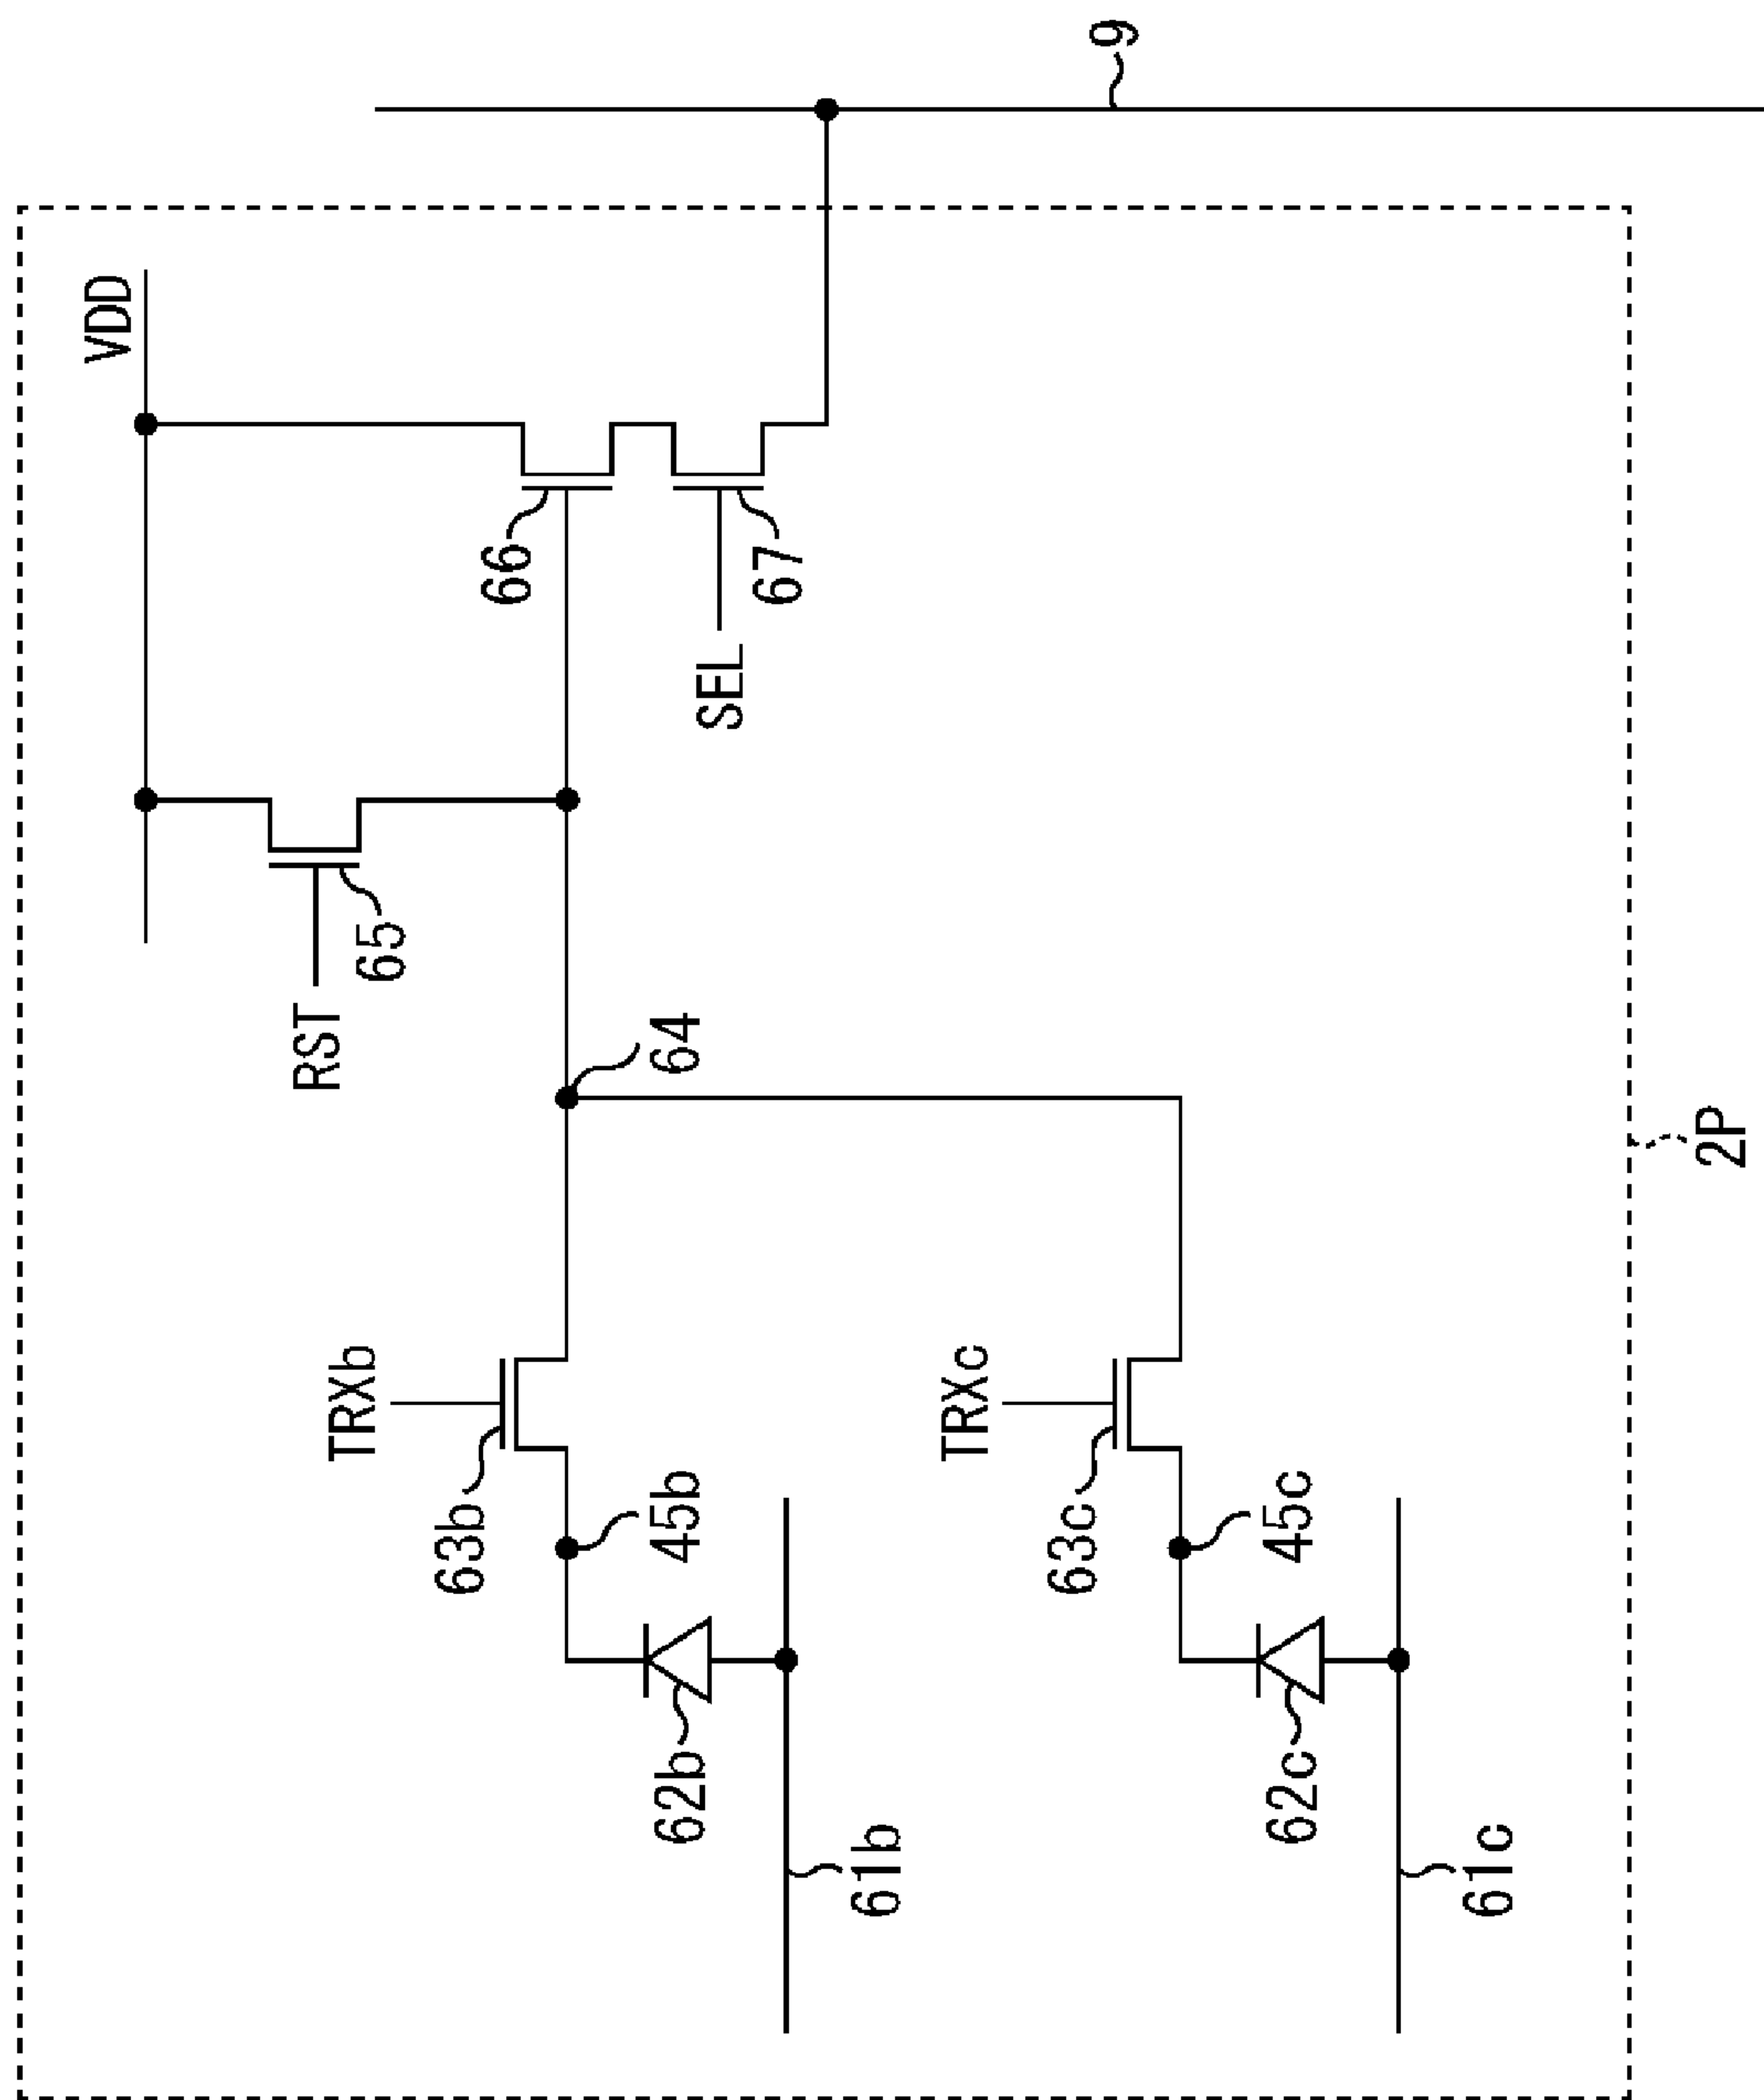 9
VDD
66
67
SEL
65
RST
64
2P
TRXb
TRXc
63b
45b
63c
45c
62b
62c
61b
61c